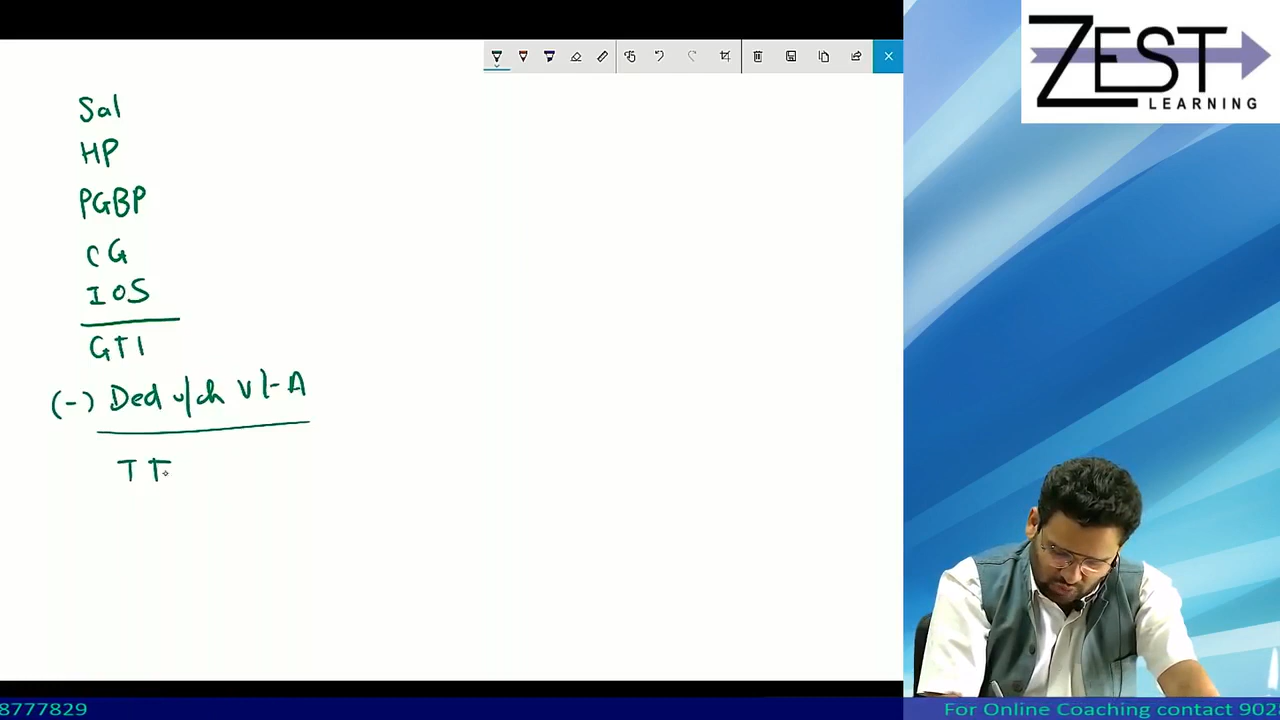 ZEST
LEARNING
Sal
HP
PGBP
CG
IOS
GTI
(-) Ded u/ch VI-A
TT
8777829
For Online Coaching contact 902